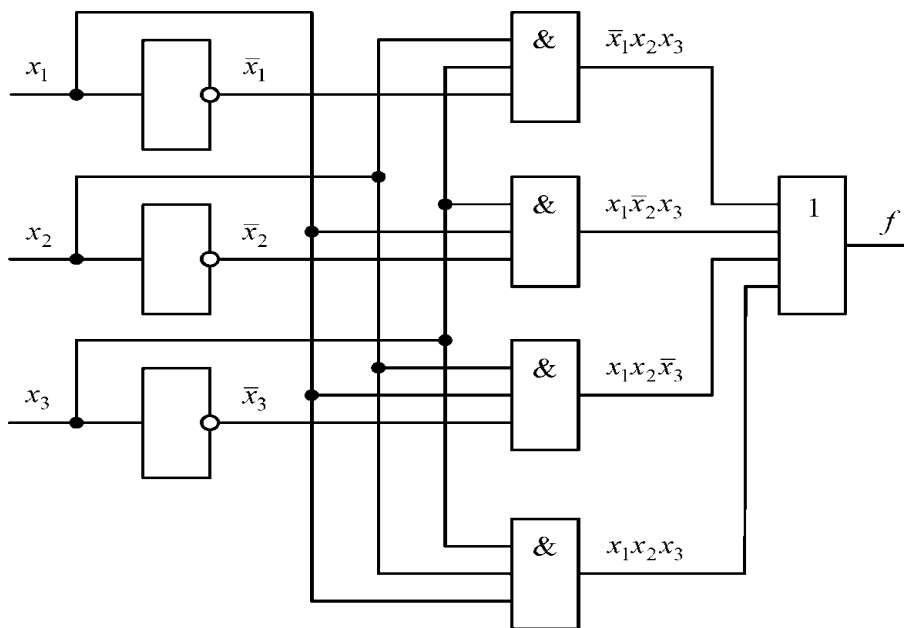 & x̄₁x₂x₃
x₁ x̄₁
& x₁x̄₂x₃ 1 f
x₂ x̄₂
& x₁x₂x̄₃
x₃ x̄₃
& x₁x₂x₃